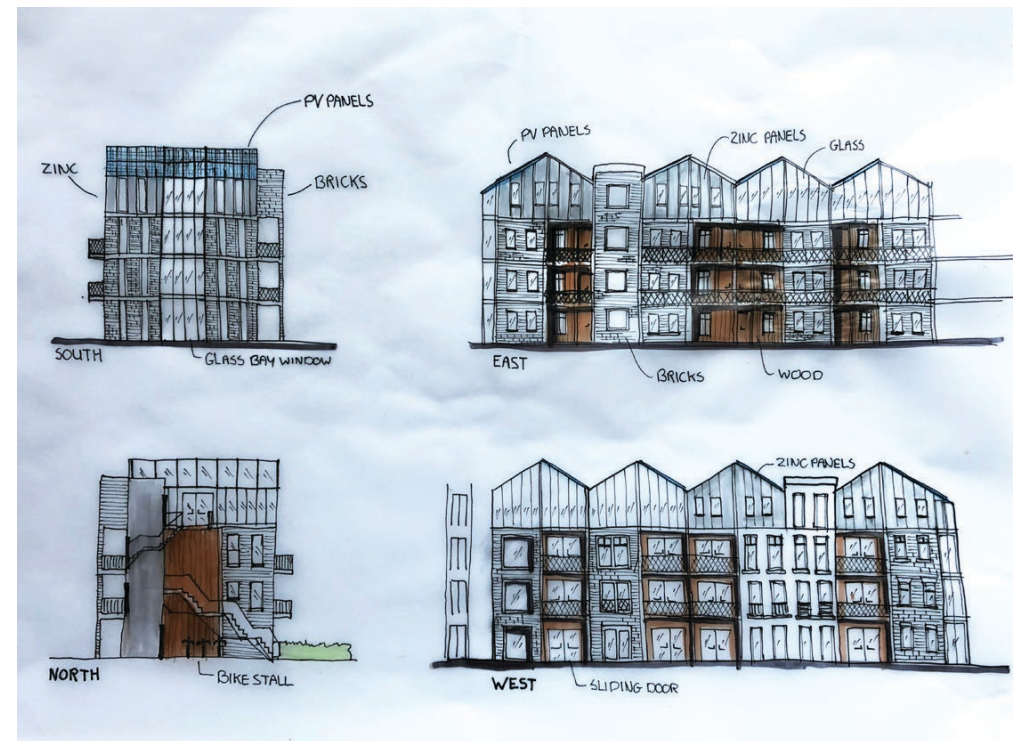 PV PANELS
ZINC
BRICKS
SOUTH
GLASS BAY WINDOW
PV PANELS
ZINC PANELS
GLASS
EAST
BRICKS
WOOD
NORTH
BIKE STALL
ZINC PANELS
WEST
SLIDING DOOR